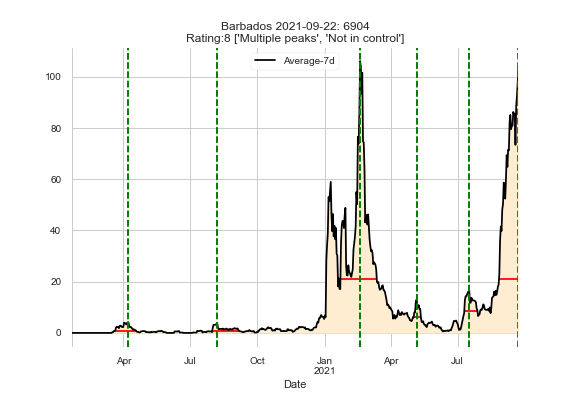 Barbados 2021-09-22: 6904
Rating:8 ['Multiple peaks', 'Not in control']
Average-7d
100
80
60
40
20
0
Apr
Jul
Oct
Jan
2021
Apr
Jul
Date